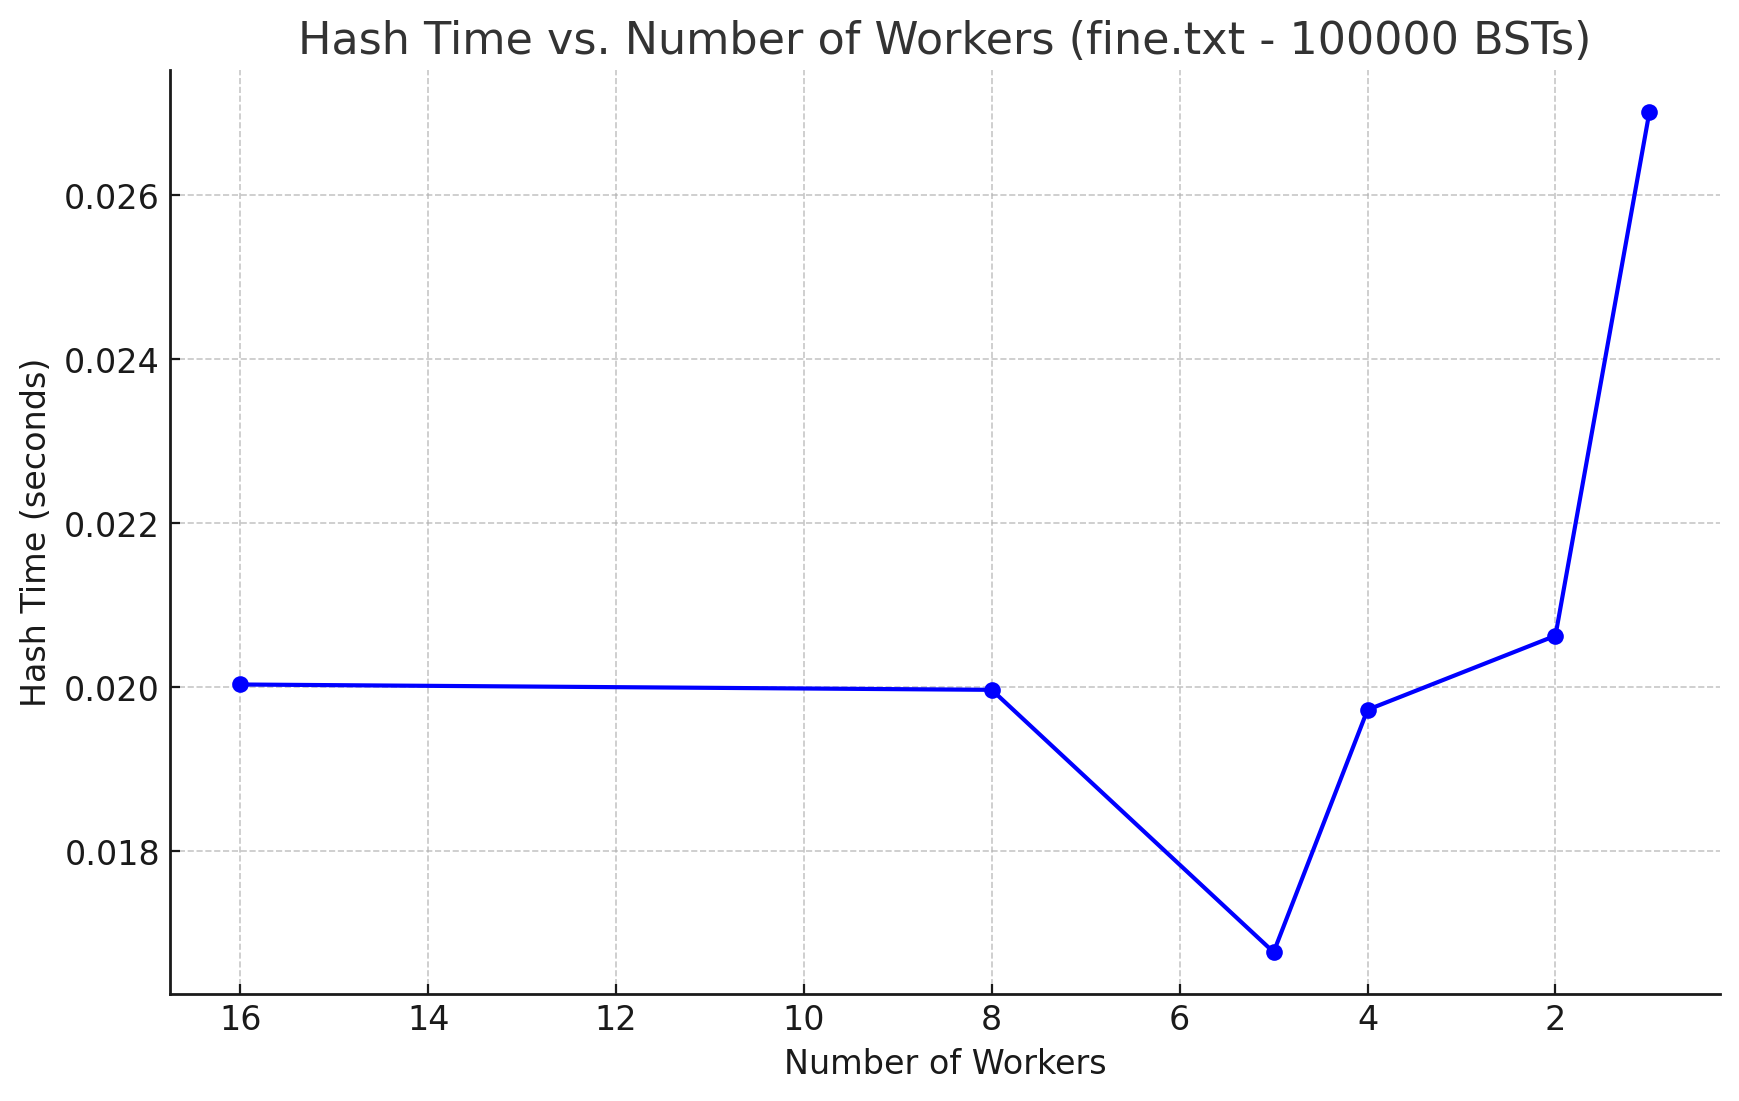 Hash Time vs. Number of Workers (fine.txt - 100000 BSTs)
Hash Time (seconds)
0.026
0.024
0.022
0.020
0.018
16 14 12 10 8 6 4 2
Number of Workers